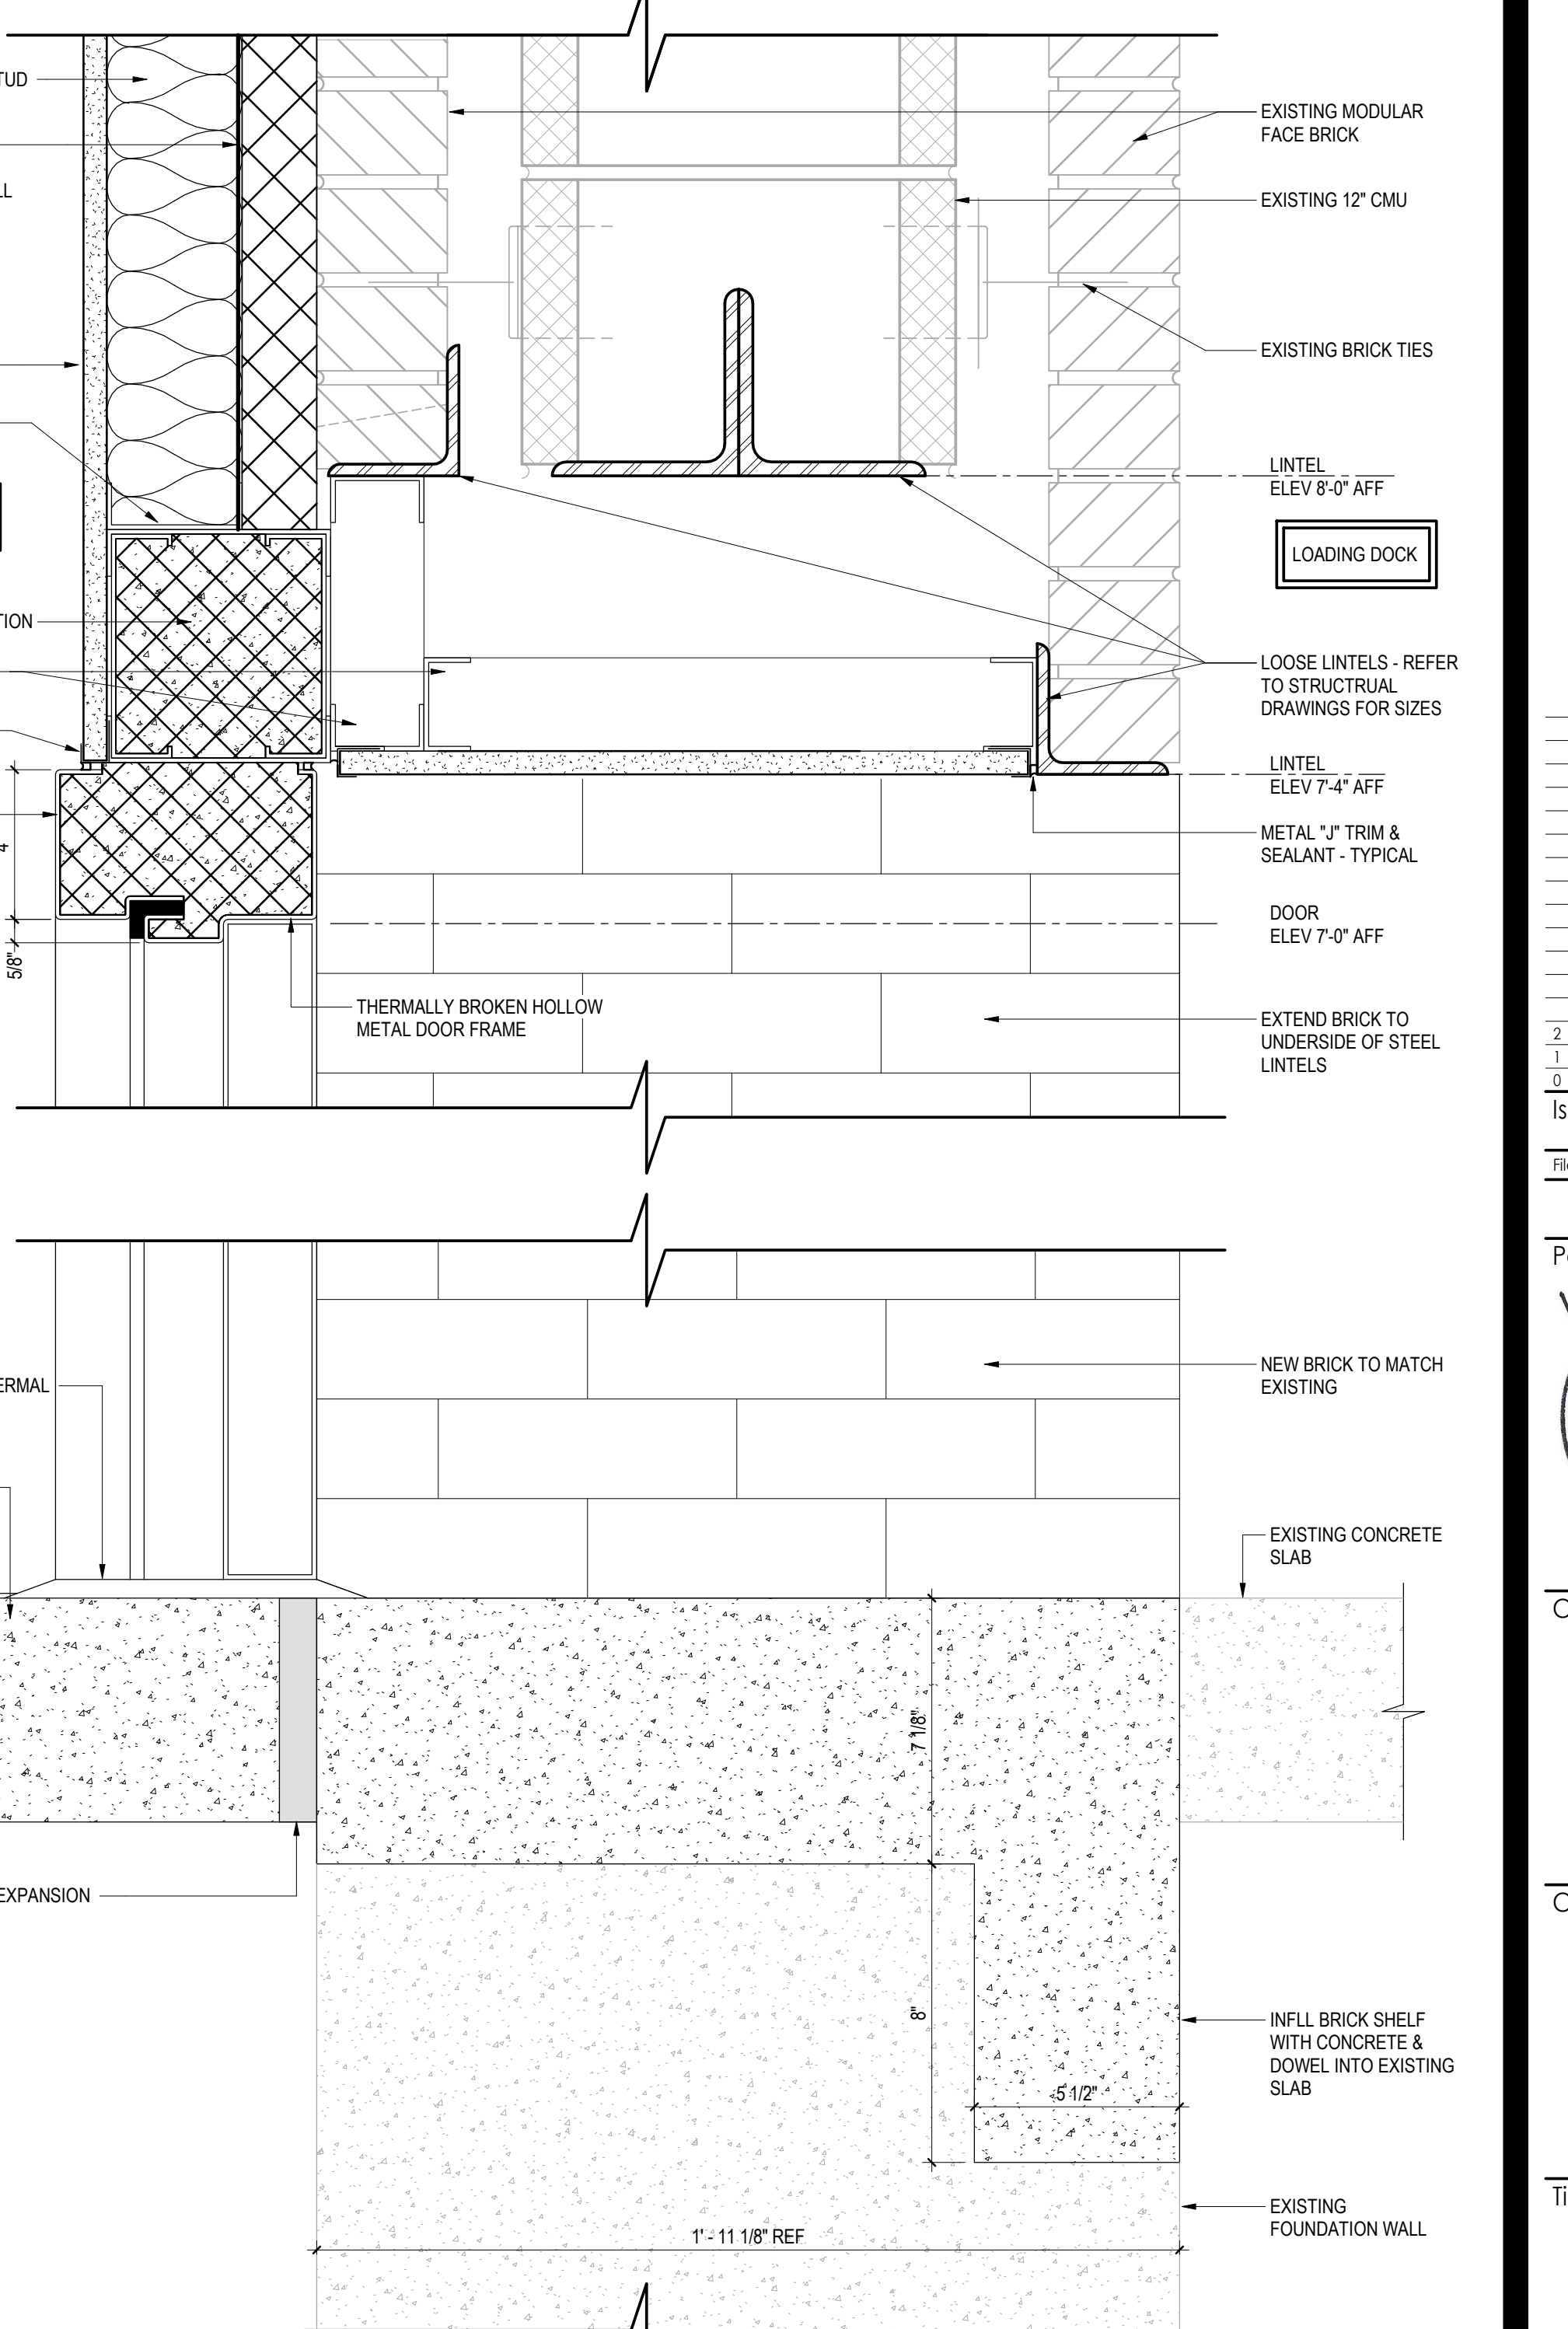 TUD
EXISTING MODULAR
FACE BRICK
LL
EXISTING 12" CMU
EXISTING BRICK TIES
LINTEL
ELEV 8'-0" AFF
LOADING DOCK
TION
LOOSE LINTELS - REFER
TO STRUCTRUAL
DRAWINGS FOR SIZES
LINTEL
ELEV 7'-4" AFF
METAL "J" TRIM &
SEALANT - TYPICAL
4"
5/8"
DOOR
ELEV 7'-0" AFF
THERMALLY BROKEN HOLLOW
METAL DOOR FRAME
EXTEND BRICK TO
UNDERSIDE OF STEEL
LINTELS
2
1
0
Is
File
NEW BRICK TO MATCH
EXISTING
ERMAL
EXISTING CONCRETE
SLAB
7 1/8"
EXPANSION
8"
5 1/2"
INFLL BRICK SHELF
WITH CONCRETE &
DOWEL INTO EXISTING
SLAB
EXISTING
FOUNDATION WALL
1' - 11 1/8" REF